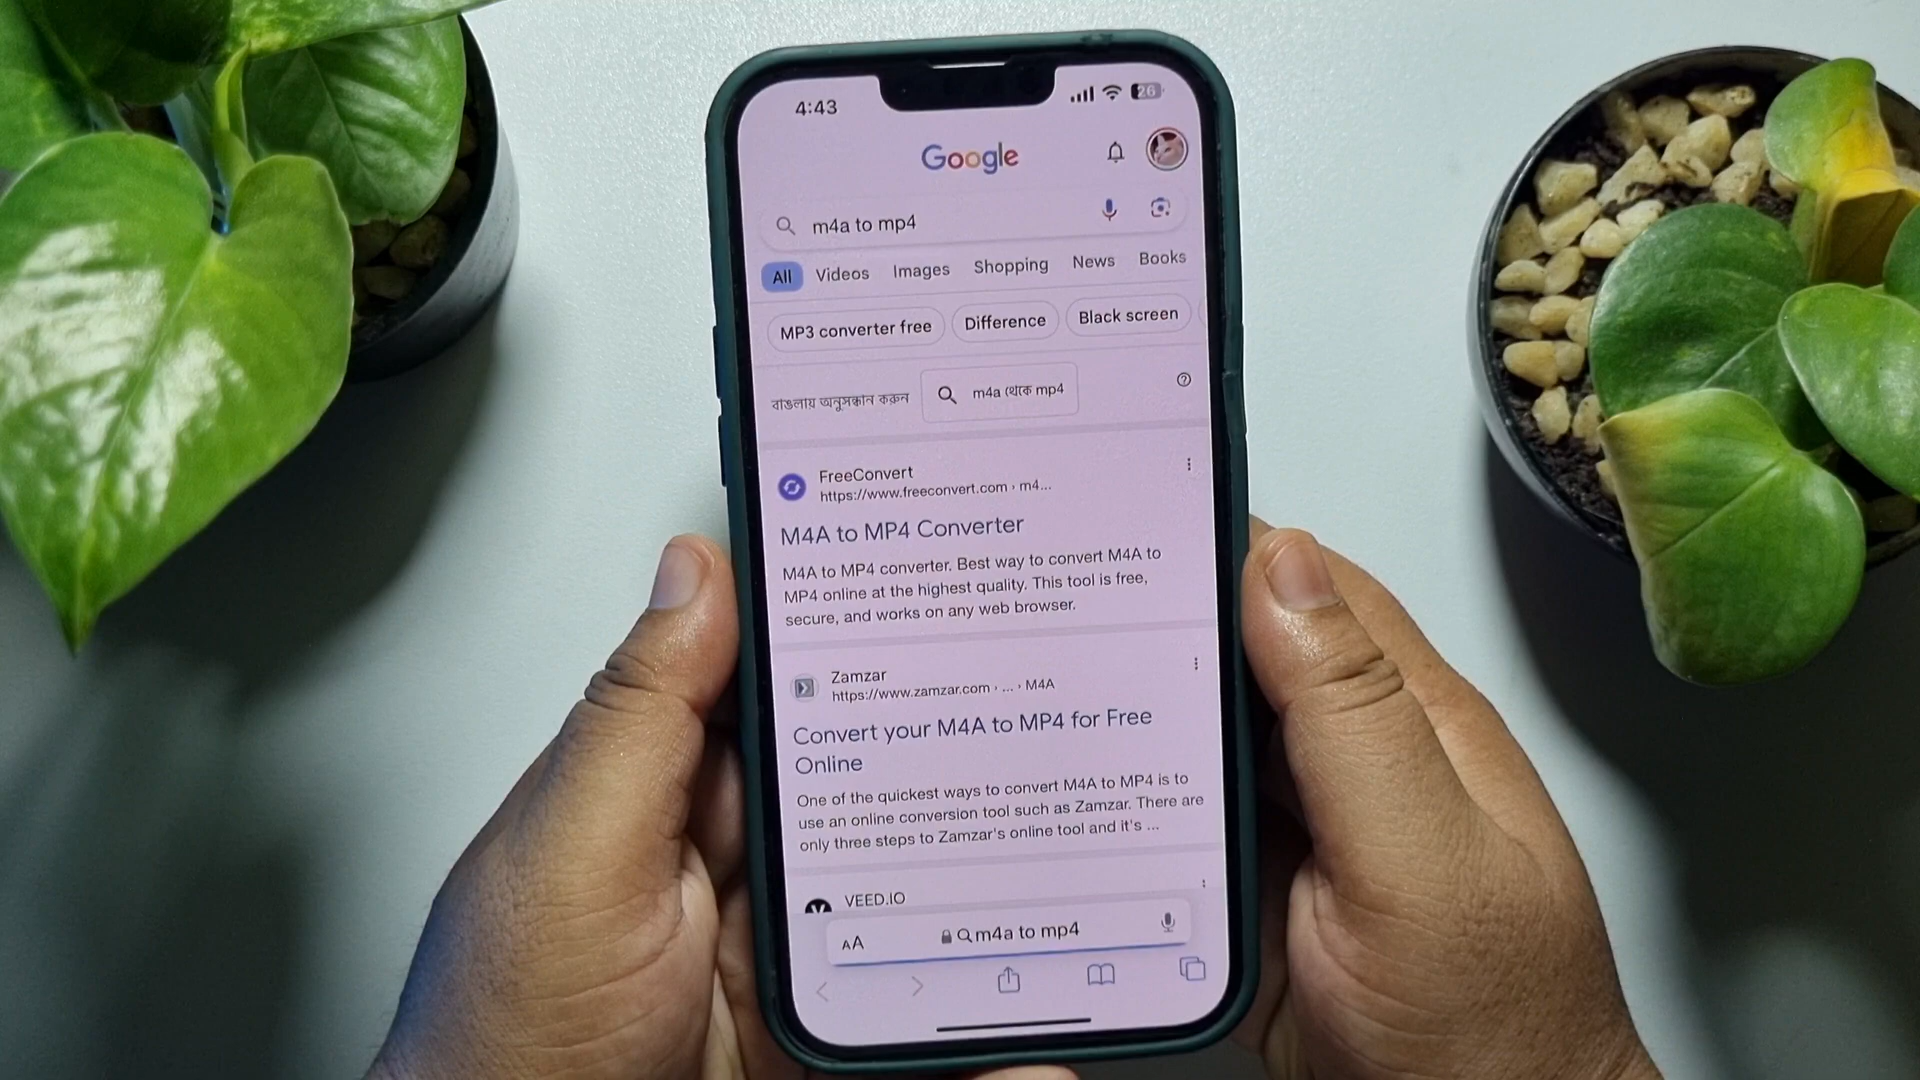 4:43
26
Google
m4a to mp4
All Videos Images Shopping News Books
MP3 converter free Difference Black screen
বাঙলায় অনুসন্ধান করুন m4a থেকে mp4
FreeConvert
https://www.freeconvert.com › m4...
M4A to MP4 Converter
M4A to MP4 converter. Best way to convert M4A to
MP4 online at the highest quality. This tool is free,
secure, and works on any web browser.
Zamzar
https://www.zamzar.com › ... › M4A
Convert your M4A to MP4 for Free
Online
One of the quickest ways to convert M4A to MP4 is to
use an online conversion tool such as Zamzar. There are
only three steps to Zamzar's online tool and it's ...
VEED.IO
AA m4a to mp4